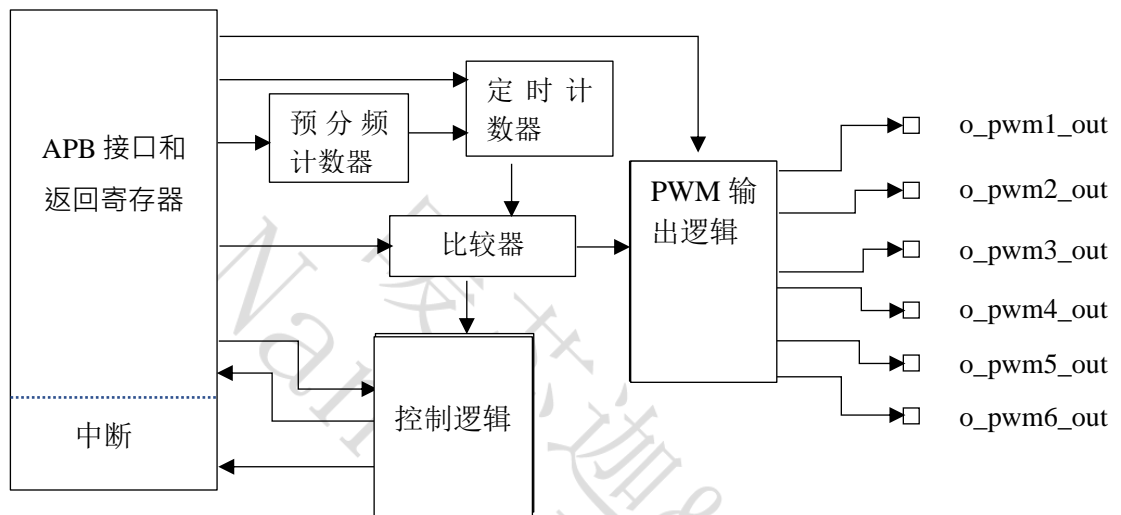 APB 接口和
返回寄存器
中断
预分频
计数器
定时计
数器
比较器
控制逻辑
PWM 输
出逻辑
o_pwm1_out
o_pwm2_out
o_pwm3_out
o_pwm4_out
o_pwm5_out
o_pwm6_out